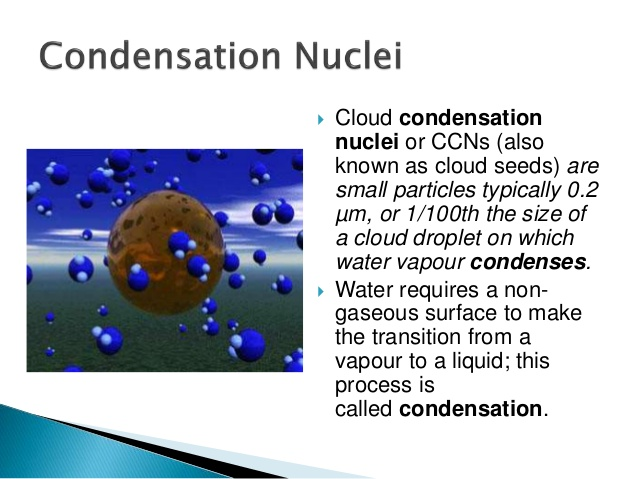 Condensation Nuclei
Cloud condensation
nuclei or CCNs (also
known as cloud seeds) are
small particles typically 0.2
µm, or 1/100th the size of
a cloud droplet on which
water vapour condenses.
Water requires a non-
gaseous surface to make
the transition from a
vapour to a liquid; this
process is
called condensation.